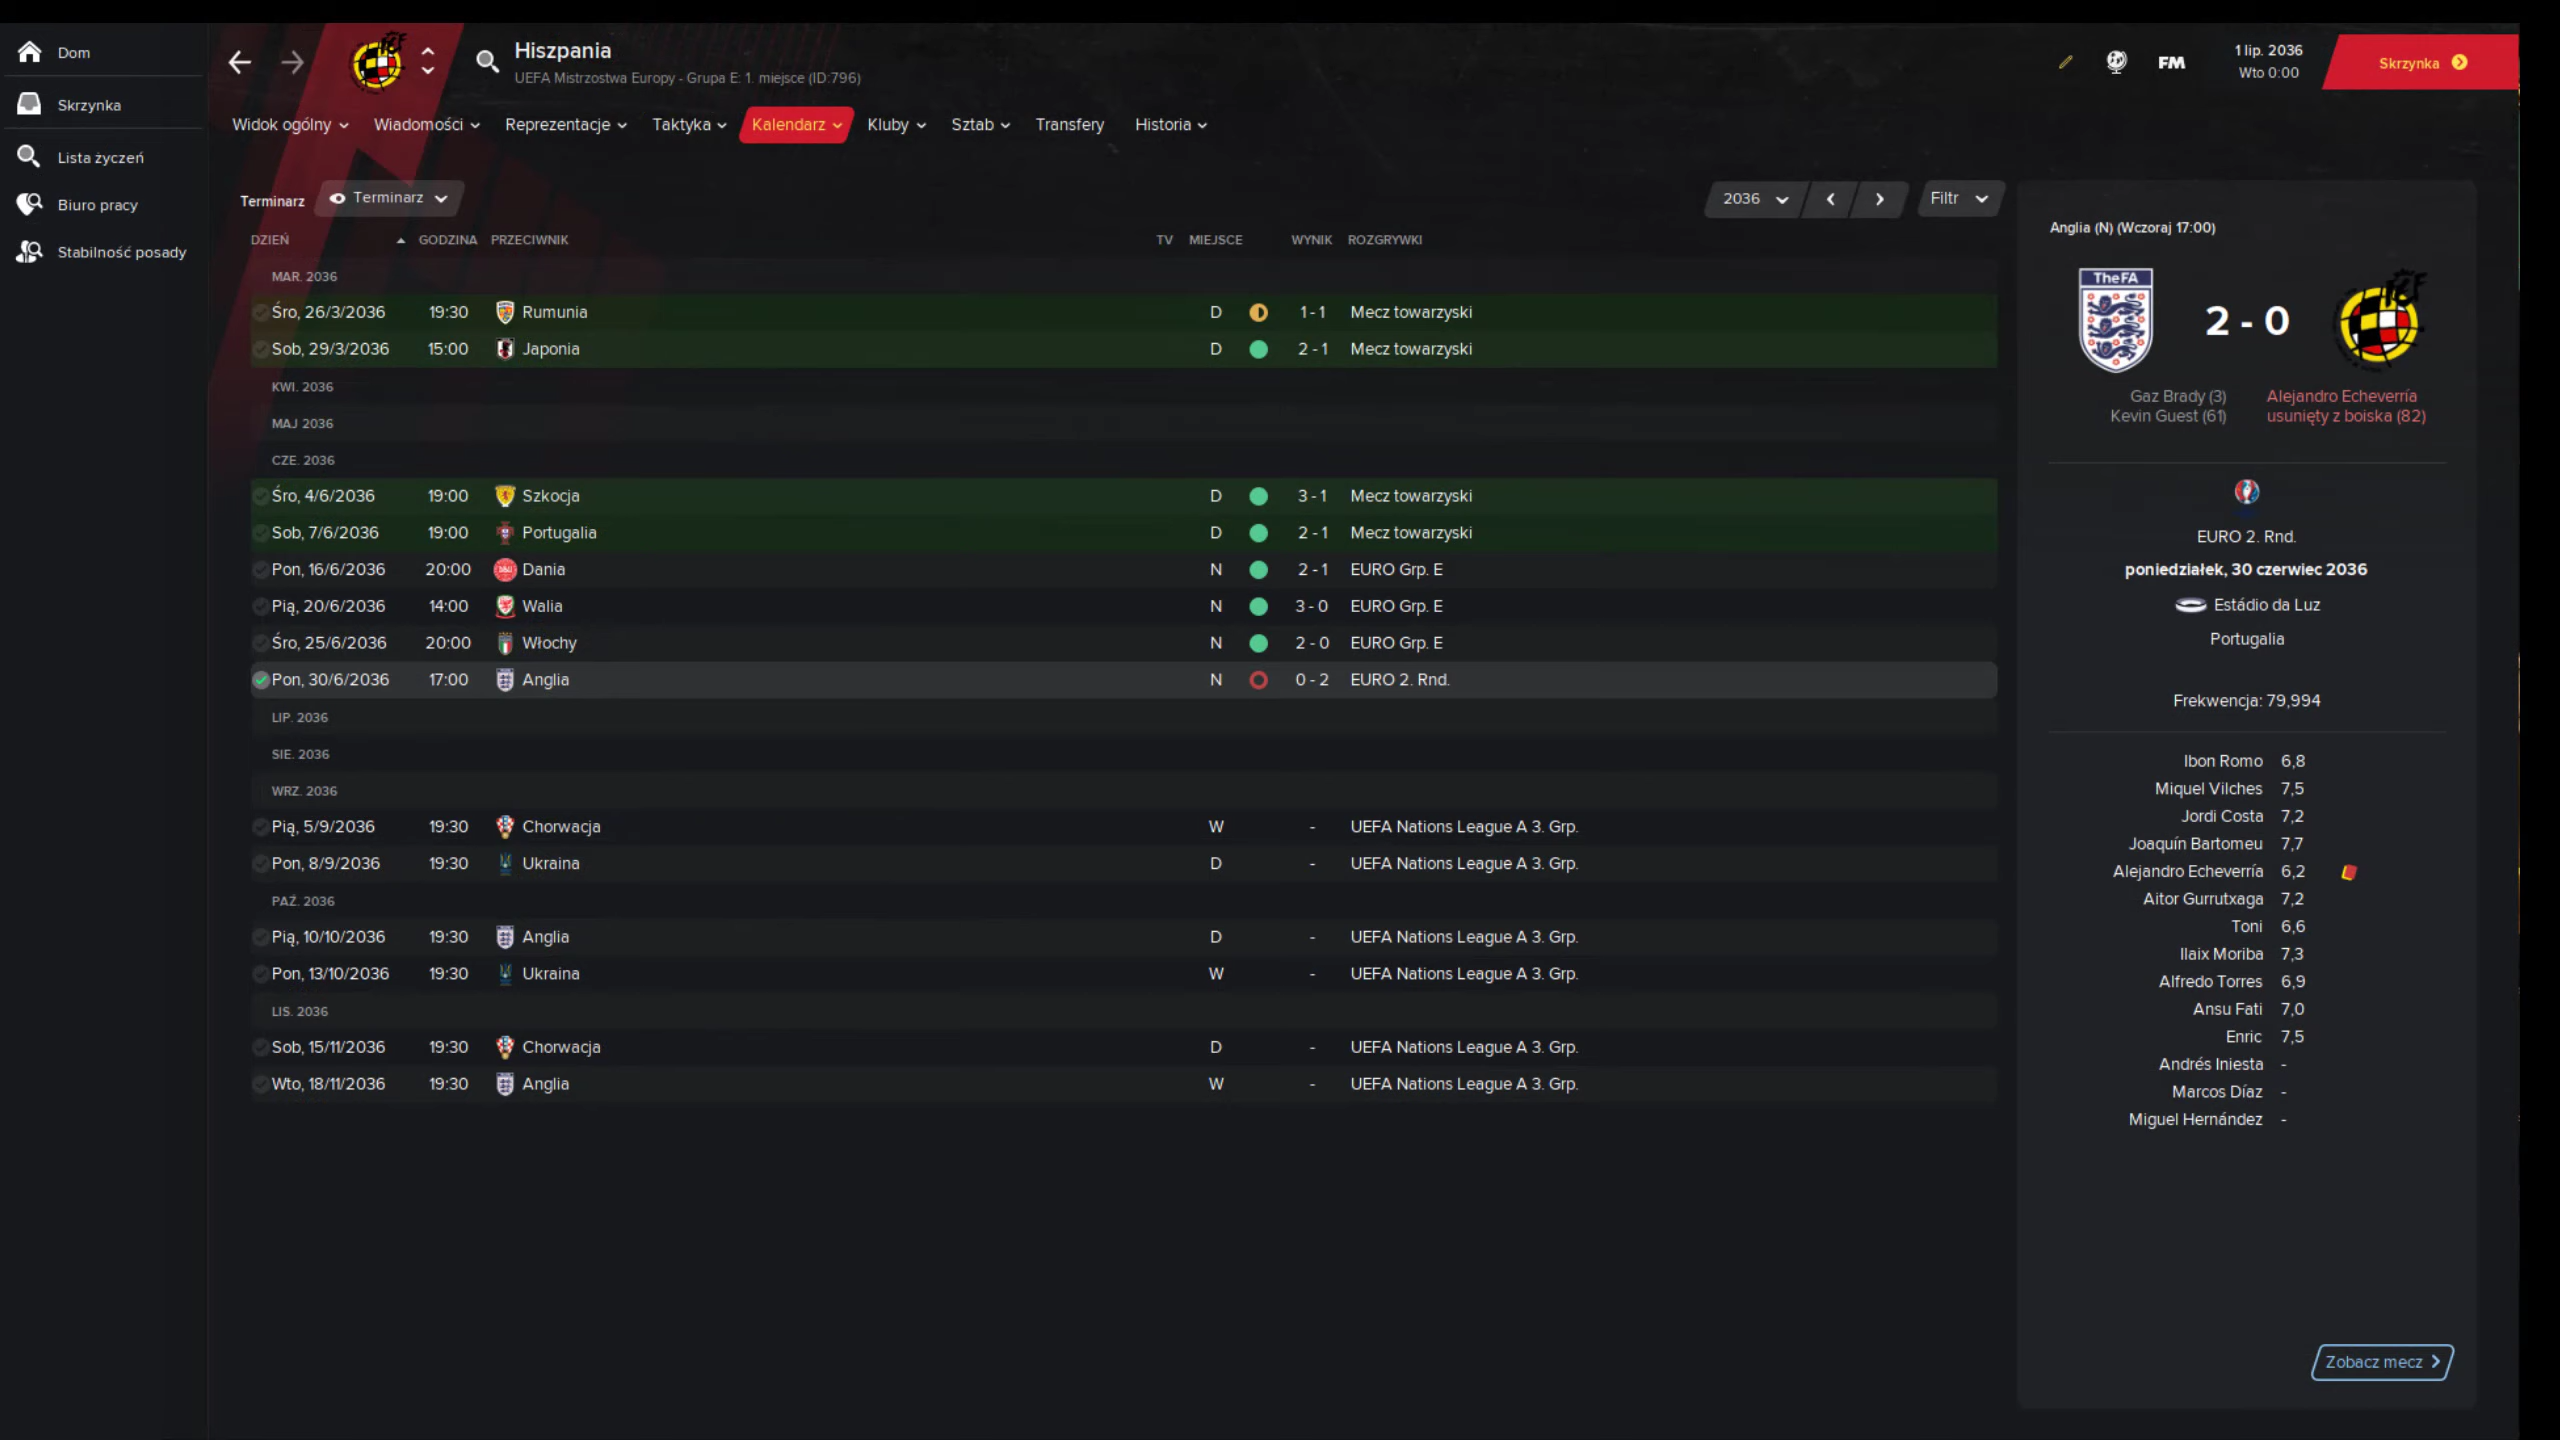 Dom
Skrzynka
Lista życzeń
Biuro pracy
Stabilność posady
Hiszpania
UEFA Mistrzostwa Europy - Grupa E: 1. miejsce (ID:796)
FM
1 lip. 2036
Wto 0:00
Skrzynka
Widok ogólny Wiadomości Reprezentacje Taktyka Kalendarz Kluby Sztab Transfery Historia
Terminarz Terminarz 2036 Filtr
DZIEŃ GODZINA PRZECIWNIK TV MIEJSCE WYNIK ROZGRYWKI
MAR. 2036
Śro, 26/3/2036 19:30 Rumunia D 1 - 1 Mecz towarzyski
Sob, 29/3/2036 15:00 Japonia D 2 - 1 Mecz towarzyski
KWI. 2036
MAJ 2036
CZE. 2036
Śro, 4/6/2036 19:00 Szkocja D 3 - 1 Mecz towarzyski
Sob, 7/6/2036 19:00 Portugalia D 2 - 1 Mecz towarzyski
Pon, 16/6/2036 20:00 Dania N 2 - 1 EURO Grp. E
Pią, 20/6/2036 14:00 Walia N 3 - 0 EURO Grp. E
Śro, 25/6/2036 20:00 Włochy N 2 - 0 EURO Grp. E
Pon, 30/6/2036 17:00 Anglia N 0 - 2 EURO 2. Rnd.
LIP. 2036
SIE. 2036
WRZ. 2036
Pią, 5/9/2036 19:30 Chorwacja W - UEFA Nations League A 3. Grp.
Pon, 8/9/2036 19:30 Ukraina D - UEFA Nations League A 3. Grp.
PAŹ. 2036
Pią, 10/10/2036 19:30 Anglia D - UEFA Nations League A 3. Grp.
Pon, 13/10/2036 19:30 Ukraina W - UEFA Nations League A 3. Grp.
LIS. 2036
Sob, 15/11/2036 19:30 Chorwacja D - UEFA Nations League A 3. Grp.
Wto, 18/11/2036 19:30 Anglia W - UEFA Nations League A 3. Grp.
Anglia (N) (Wczoraj 17:00)
The FA
2 - 0
Gaz Brady (3)
Kevin Guest (61)
Alejandro Echeverría
usunięty z boiska (82)
EURO 2. Rnd.
poniedziałek, 30 czerwiec 2036
Estádio da Luz
Portugalia
Frekwencja: 79,994
Ibon Romo 6,8
Miquel Vilches 7,5
Jordi Costa 7,2
Joaquín Bartomeu 7,7
Alejandro Echeverría 6,2
Aitor Gurrutxaga 7,2
Toni 6,6
Ilaix Moriba 7,3
Alfredo Torres 6,9
Ansu Fati 7,0
Enric 7,5
Andrés Iniesta -
Marcos Díaz -
Miguel Hernández -
Zobacz mecz